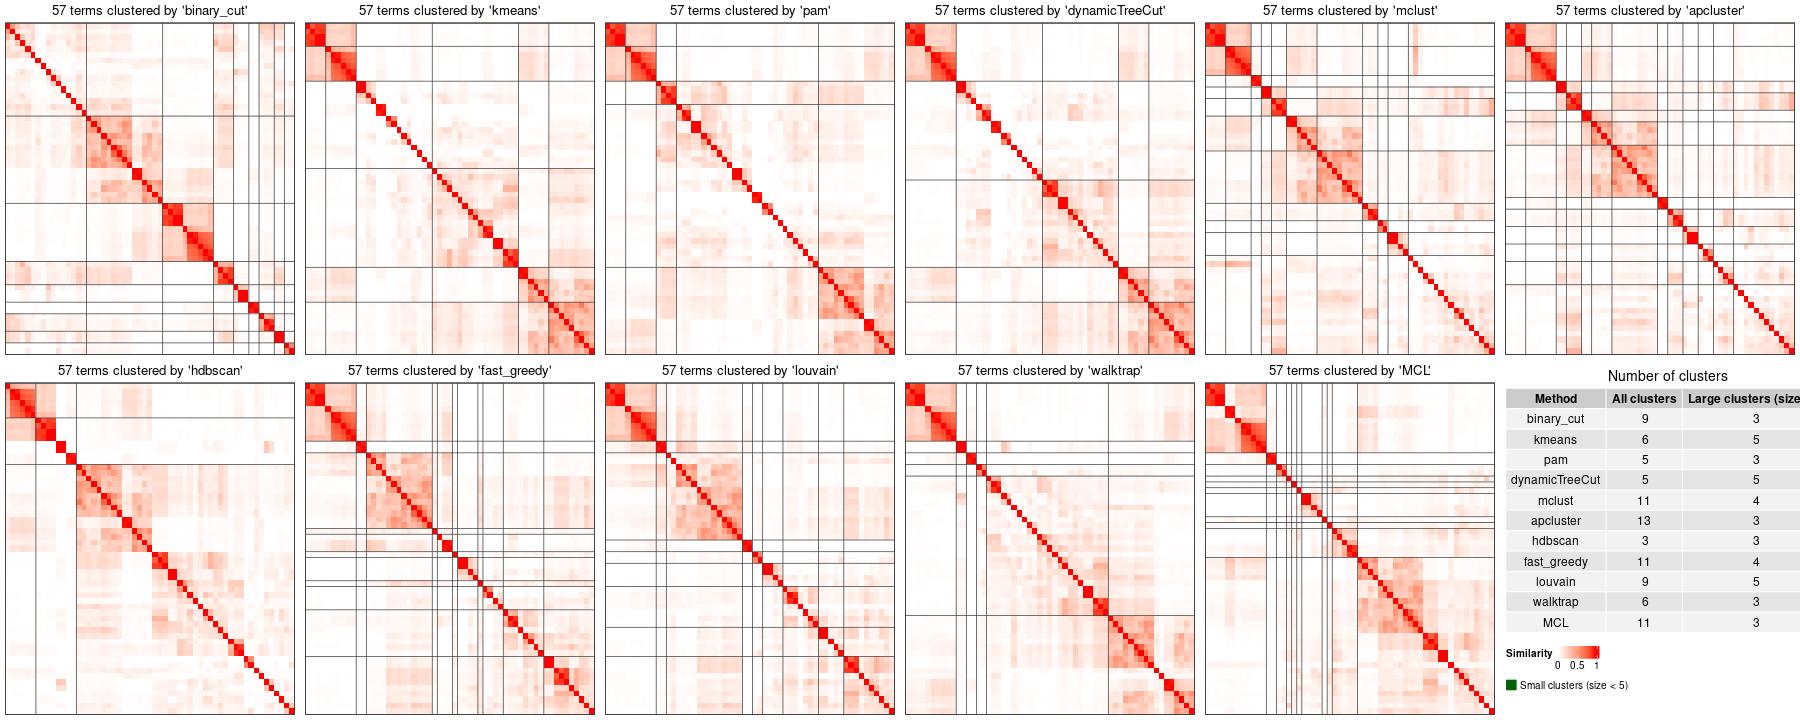 57 terms clustered by 'binary_cut'
57 terms clustered by 'kmeans'
57 terms clustered by 'pam'
57 terms clustered by 'dynamicTreeCut'
57 terms clustered by 'mclust'
57 terms clustered by 'apcluster'
57 terms clustered by 'hdbscan'
57 terms clustered by 'fast_greedy'
57 terms clustered by 'louvain'
57 terms clustered by 'walktrap'
57 terms clustered by 'MCL'
Number of clusters
Method All clusters Large clusters (size
binary_cut 9 3
kmeans 6 5
pam 5 3
dynamicTreeCut 5 5
mclust 11 4
apcluster 13 3
hdbscan 3 3
fast_greedy 11 4
louvain 9 5
walktrap 6 3
MCL 11 3
Similarity
0 0.5 1
Small clusters (size < 5)